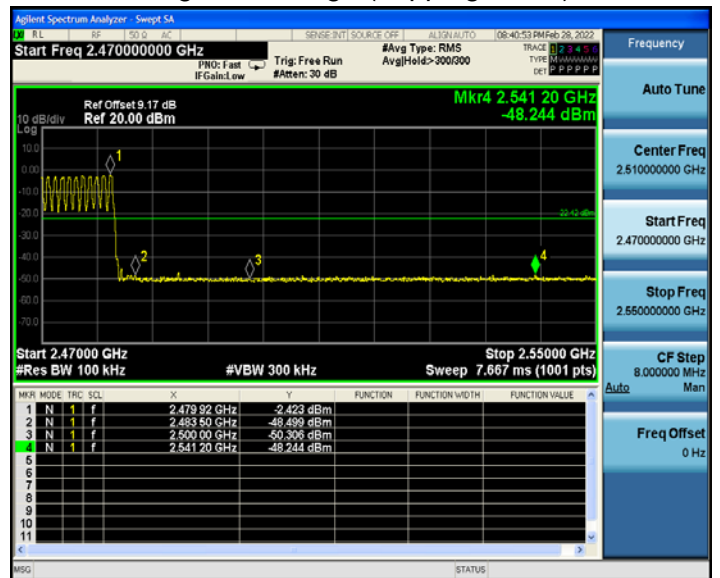 Agilent Spectrum Analyzer - Swept SA
RL RF 50 Ω AC SENSE:INT SOURCE OFF ALIGN AUTO 08:40:53 PM Feb 28, 2022
Start Freq 2.470000000 GHz
PNO: Fast
IFGain:Low
Trig: Free Run
#Atten: 30 dB
#Avg Type: RMS
Avg|Hold:>300/300
TRACE 1 2 3 4 5 6
TYPE M
DET P P P P P P
Frequency
Auto Tune
Center Freq
2.510000000 GHz
Start Freq
2.470000000 GHz
Stop Freq
2.550000000 GHz
CF Step
8.000000 MHz
Auto Man
Freq Offset
0 Hz
Mkr4 2.541 20 GHz
-48.244 dBm
Ref Offset 9.17 dB
10 dB/div Ref 20.00 dBm
Log
10.0
0.00
-10.0
-20.0
-30.0
-40.0
-50.0
-60.0
-70.0
1
2
3
4
-22.42 dBm
Start 2.47000 GHz Stop 2.55000 GHz
#Res BW 100 kHz #VBW 300 kHz Sweep 7.667 ms (1001 pts)
MKR MODE TRC SCL X Y FUNCTION FUNCTION WIDTH FUNCTION VALUE
1 N 1 f 2.479 92 GHz -2.423 dBm
2 N 1 f 2.483 50 GHz -48.499 dBm
3 N 1 f 2.500 00 GHz -50.306 dBm
4 N 1 f 2.541 20 GHz -48.244 dBm
5
6
7
8
9
10
11
MSG STATUS